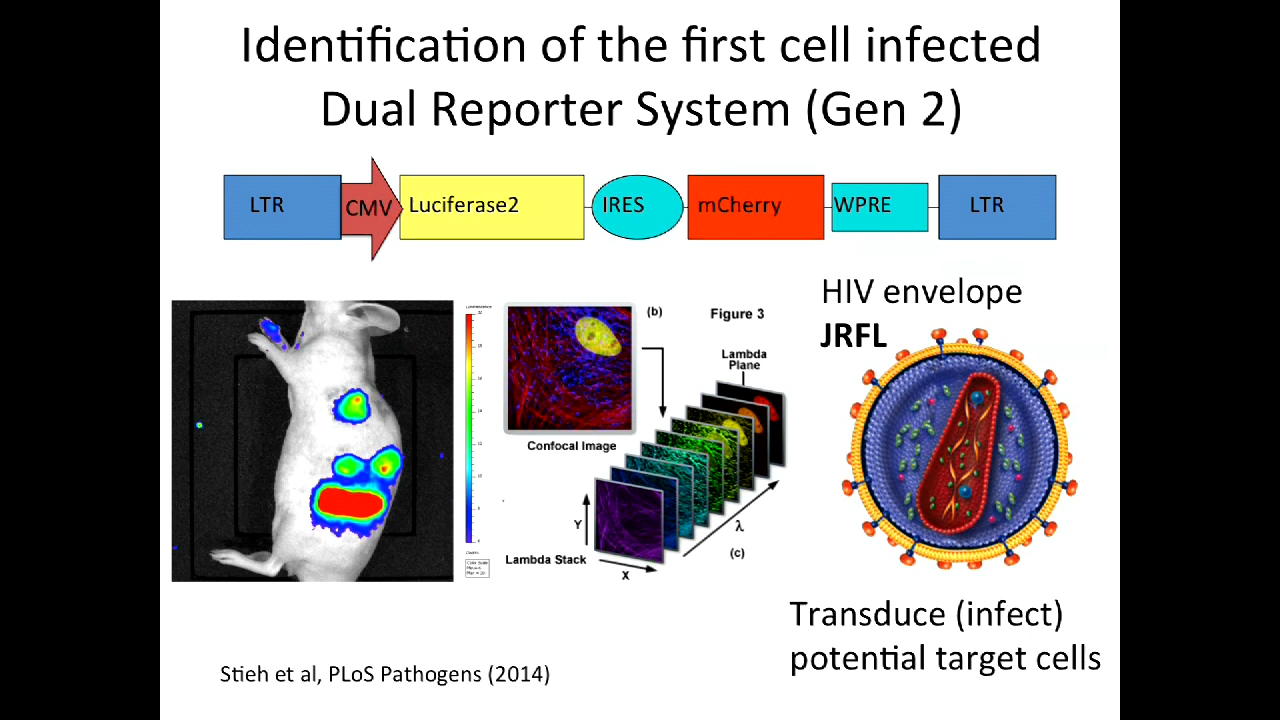 Identification of the first cell infected
Dual Reporter System (Gen 2)
LTR
CMV
Luciferase2
IRES
mCherry
WPRE
LTR
(b)
Figure 3
Lambda
Plane
Confocal Image
Y
X
λ
(c)
Lambda Stack
HIV envelope
JRFL
Transduce (infect)
potential target cells
Stieh et al, PLoS Pathogens (2014)